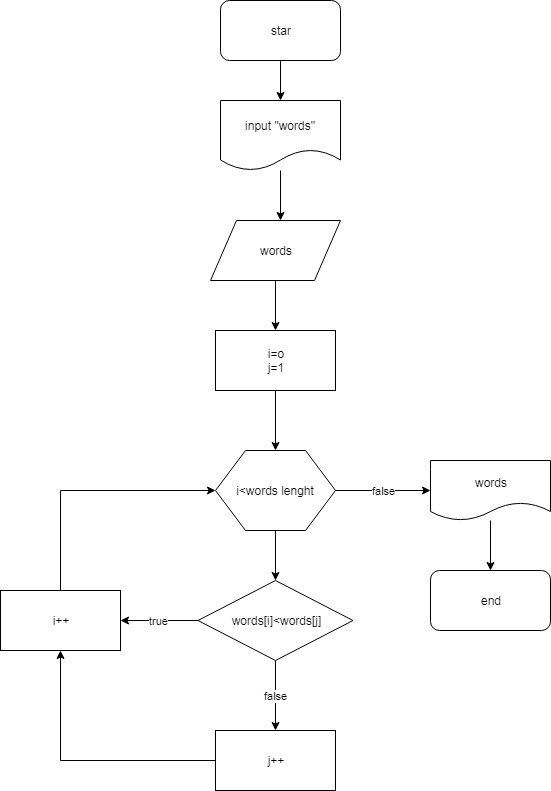 star
input "words"
words
i=o
j=1
i<words lenght
false
words
end
words[i]<words[j]
true
i++
false
j++